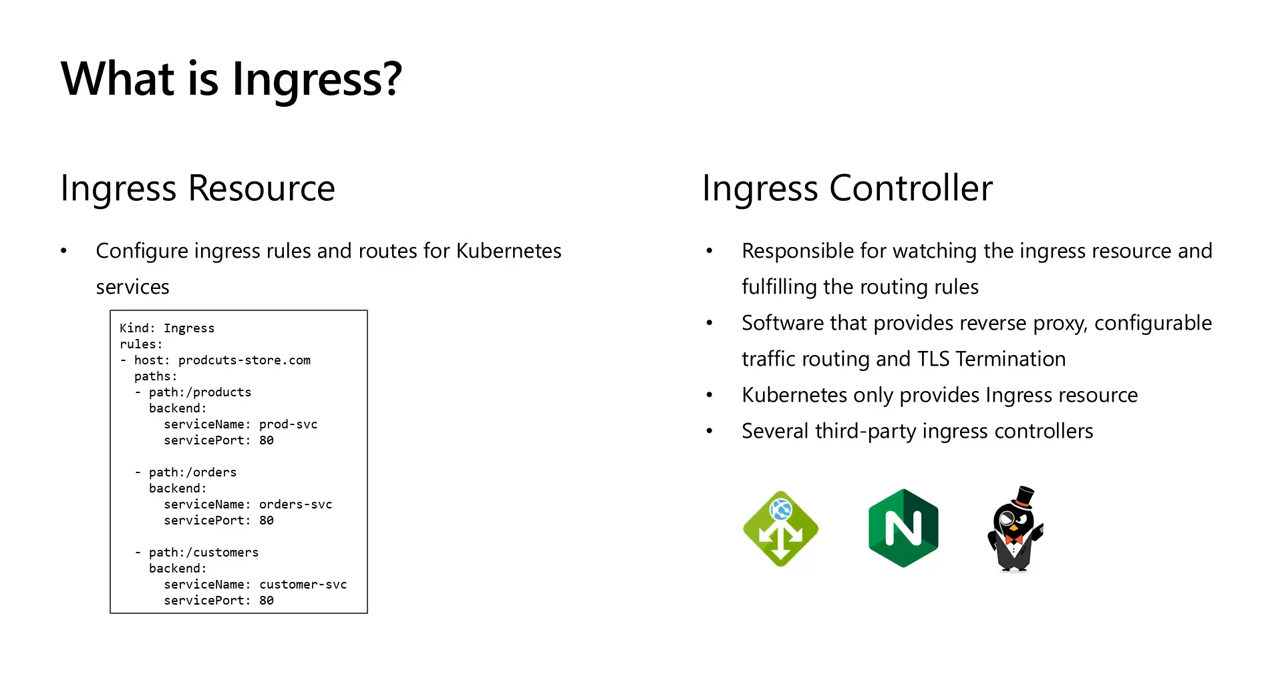 What is Ingress?
Ingress Resource
• Configure ingress rules and routes for Kubernetes
services
Kind: Ingress
rules:
- host: prodcuts-store.com
  paths:
  - path:/products
    backend:
      serviceName: prod-svc
      servicePort: 80
  - path:/orders
    backend:
      serviceName: orders-svc
      servicePort: 80
  - path:/customers
    backend:
      serviceName: customer-svc
      servicePort: 80
Ingress Controller
• Responsible for watching the ingress resource and
fulfilling the routing rules
• Software that provides reverse proxy, configurable
traffic routing and TLS Termination
• Kubernetes only provides Ingress resource
• Several third-party ingress controllers
N